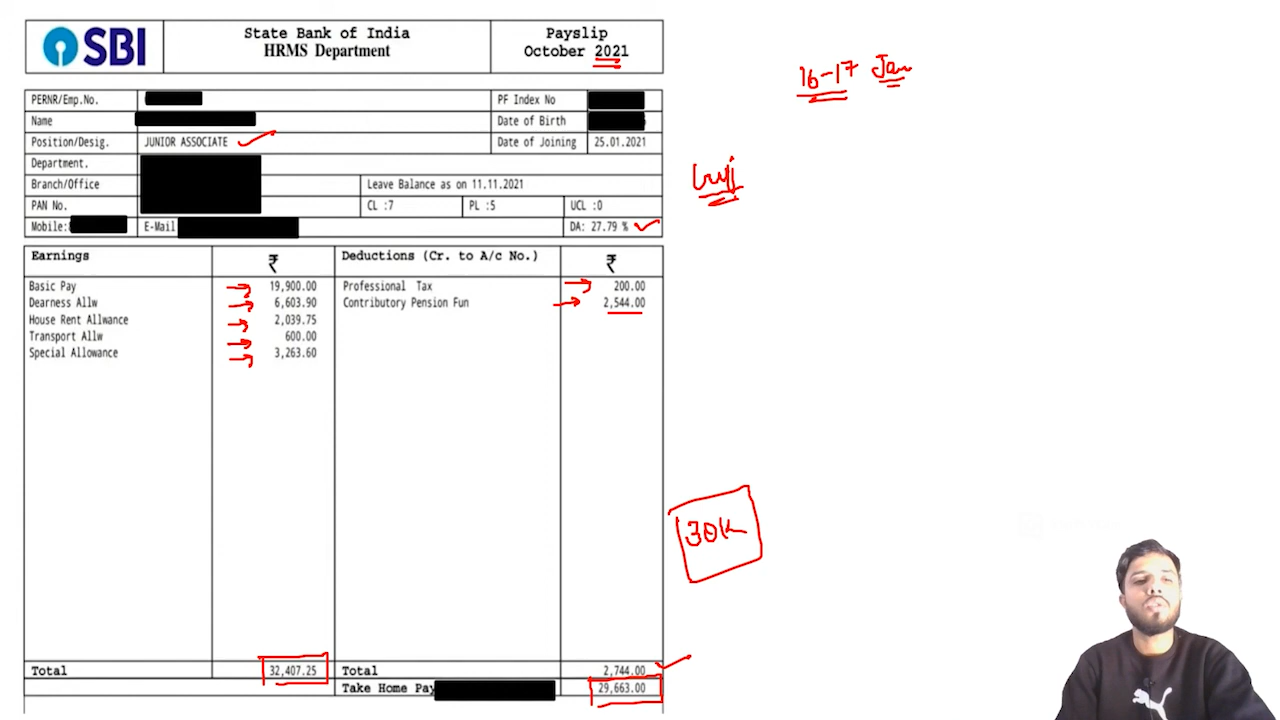 SBI
State Bank of India
HRMS Department
Payslip
October 2021
16-17 Jan
PERNR/Emp.No.
PF Index No
Name
Date of Birth
Position/Desig. JUNIOR ASSOCIATE
Date of Joining 25.01.2021
Department.
Branch/Office
Leave Balance as on 11.11.2021
PAN No.
CL :7 PL :5 UCL :0
Mobile:
E-Mail
DA: 27.79 %
Earnings ₹ Deductions (Cr. to A/c No.) ₹
Basic Pay 19,900.00 Professional Tax 200.00
Dearness Allw 6,603.90 Contributory Pension Fun 2,544.00
House Rent Allwance 2,039.75
Transport Allw 600.00
Special Allowance 3,263.60
30K
Total 32,407.25 Total 2,744.00
Take Home Pay 29,663.00